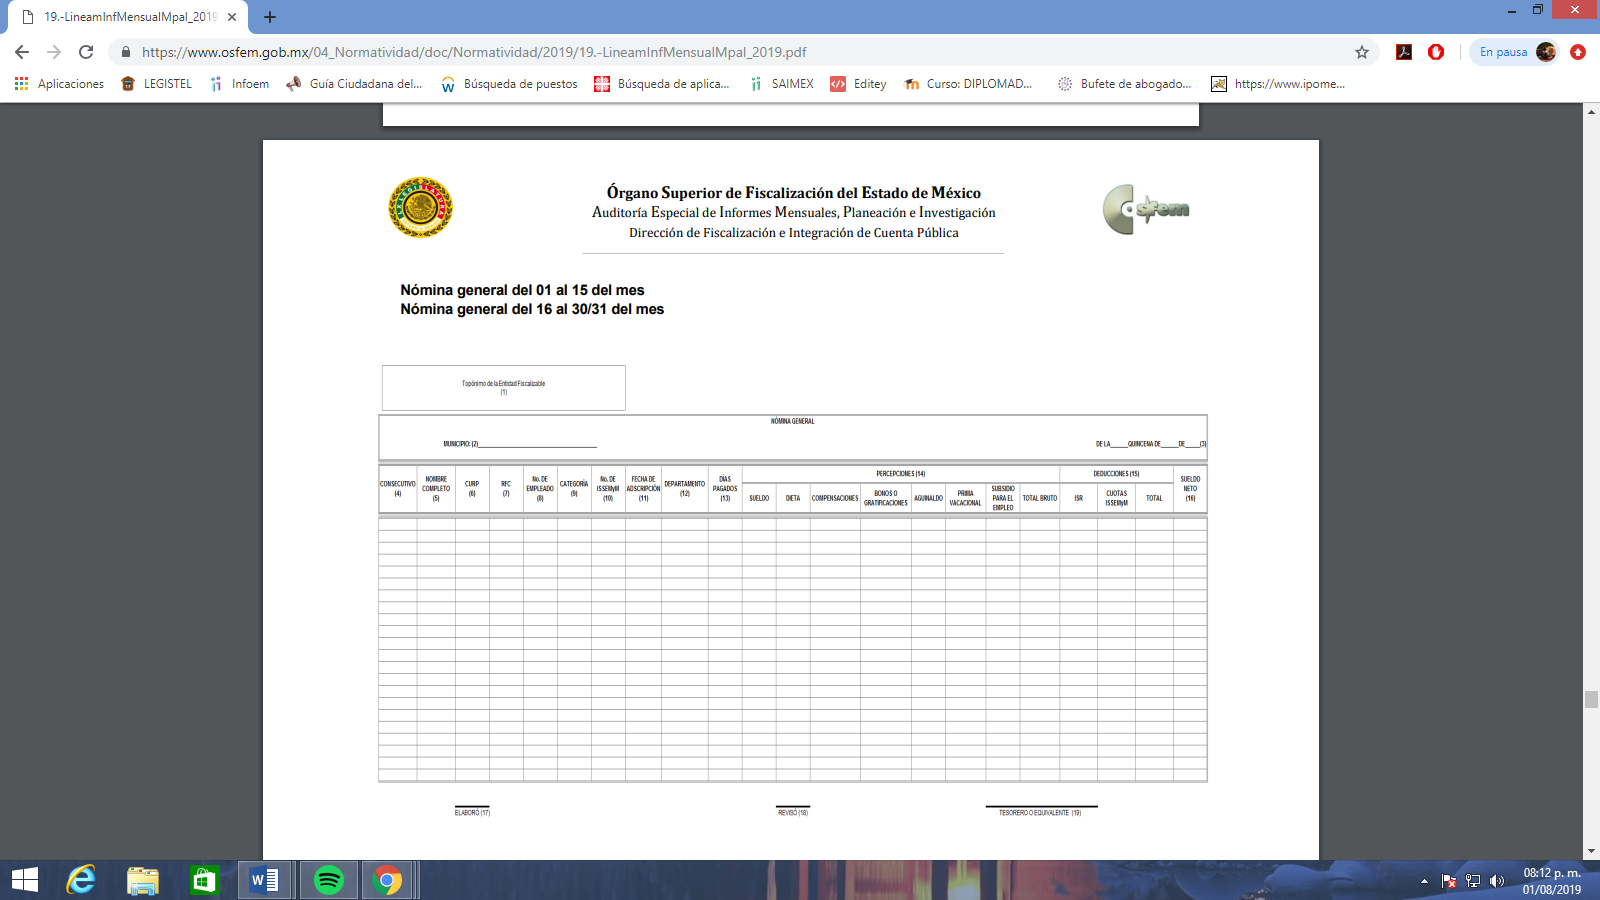 19.-LineamInfMensualMpal_2019
https://www.osfem.gob.mx/04_Normatividad/doc/Normatividad/2019/19.-LineamInfMensualMpal_2019.pdf
En pausa
Aplicaciones LEGISTEL Infoem Guía Ciudadana del... Búsqueda de puestos Búsqueda de aplica... SAIMEX Editey Curso: DIPLOMAD... Bufete de abogado... https://www.ipome...
Órgano Superior de Fiscalización del Estado de México
Auditoría Especial de Informes Mensuales, Planeación e Investigación
Dirección de Fiscalización e Integración de Cuenta Pública
sfem
Nómina general del 01 al 15 del mes
Nómina general del 16 al 30/31 del mes
Topónimo de la Entidad Fiscalizable
(1)
NÓMINA GENERAL
MUNICIPIO: (2)
DE LA______QUINCENA DE______DE_____(3)
CONSECUTIVO
(4)
NOMBRE
COMPLETO
(5)
CURP
(6)
RFC
(7)
No. DE
EMPLEADO
(8)
CATEGORÍA
(9)
No. DE
ISSEMyM
(10)
FECHA DE
ADSCRIPCIÓN
(11)
DEPARTAMENTO
(12)
DÍAS
PAGADOS
(13)
PERCEPCIONES (14)
SUELDO
DIETA
COMPENSACIONES
BONOS O
GRATIFICACIONES
AGUINALDO
PRIMA
VACACIONAL
SUBSIDIO
PARA EL
EMPLEO
TOTAL BRUTO
DEDUCCIONES (15)
ISR
CUOTAS
ISSEMyM
TOTAL
SUELDO
NETO
(16)
ELABORÓ (17)
REVISÓ (18)
TESORERO O EQUIVALENTE (19)
08:12 p. m.
01/08/2019